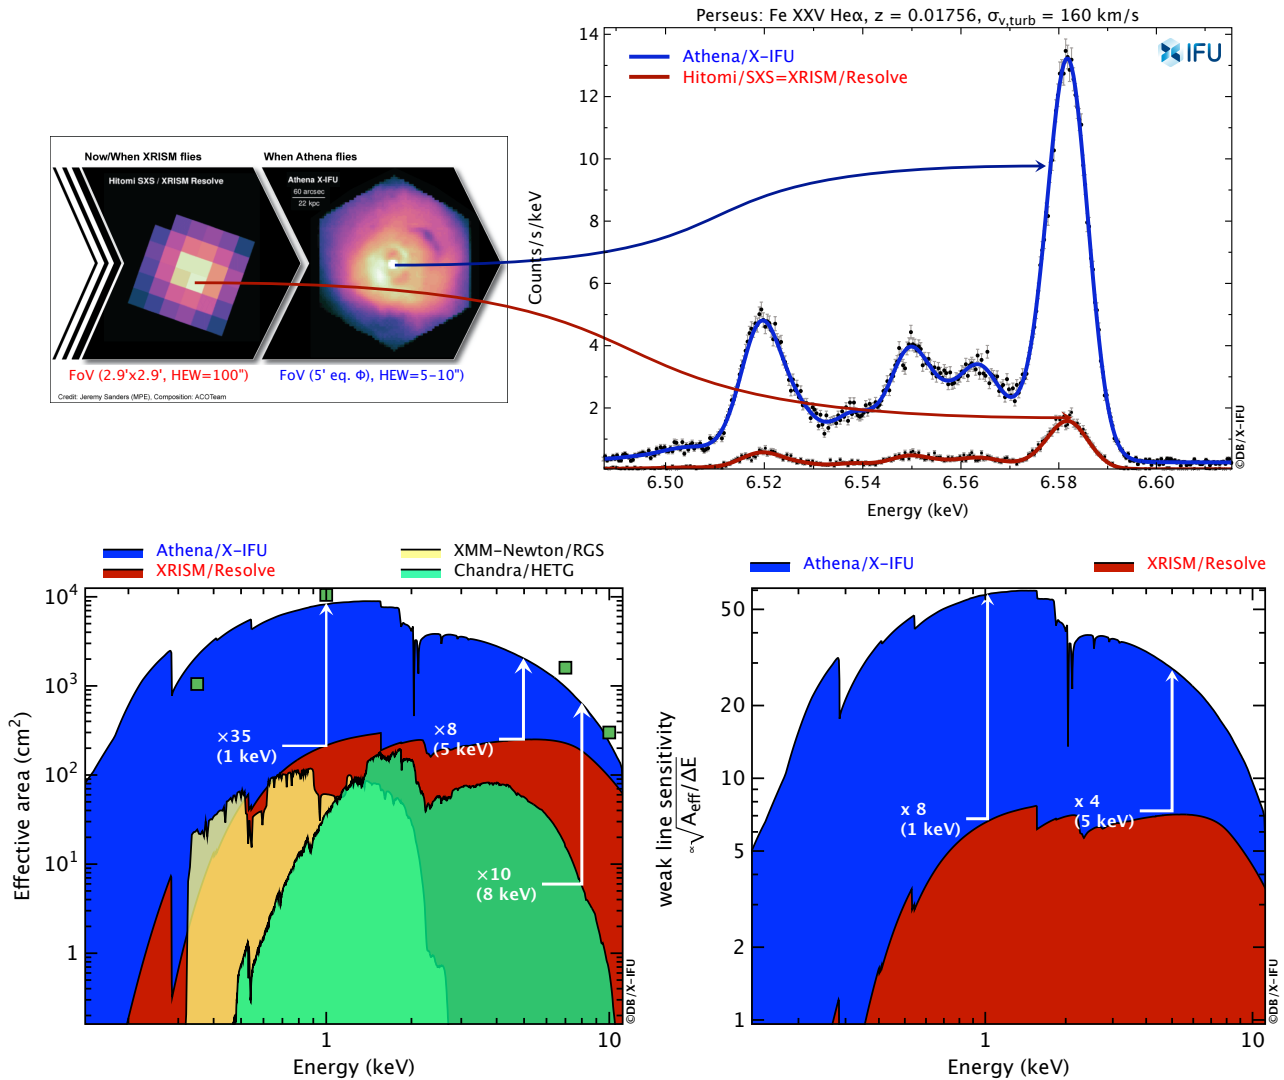 Perseus: Fe XXV Heα, z = 0.01756, σv,turb = 160 km/s
14
12
10
8
6
4
2
Counts/s/keV
Athena/X-IFU
Hitomi/SXS=XRISM/Resolve
X IFU
6.50
6.52
6.54
6.56
6.58
6.60
Energy (keV)
©DB/X-IFU
Now/When XRISM flies
When Athena flies
Hitomi SXS / XRISM Resolve
Athena X-IFU
60 arcsec
22 kpc
FoV (2.9'x2.9', HEW=100")
FoV (5' eq. Φ), HEW=5-10")
Credit: Jeremy Sanders (MPE), Composition: ACOTeam
Athena/X-IFU
XRISM/Resolve
XMM-Newton/RGS
Chandra/HETG
10⁴
10³
10²
10¹
1
Effective area (cm²)
×35
(1 keV)
×8
(5 keV)
×10
(8 keV)
1
10
Energy (keV)
©DB/X-IFU
Athena/X-IFU
XRISM/Resolve
50
20
10
5
2
1
weak line sensitivity
∝√Aeff/ΔE
x 8
(1 keV)
x 4
(5 keV)
1
10
Energy (keV)
©DB/X-IFU